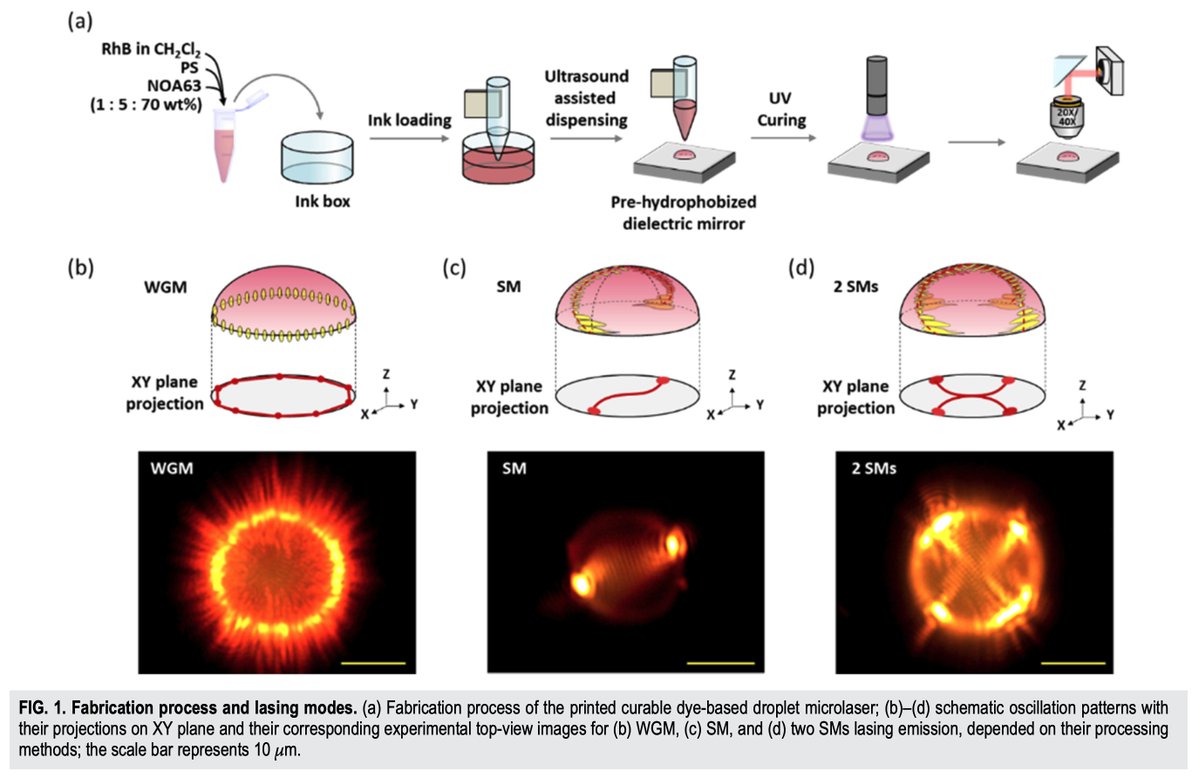 (a)
RhB in CH₂Cl₂
PS
NOA63
(1 : 5 : 70 wt%)
Ink box
Ink loading
Ultrasound
assisted
dispensing
Pre-hydrophobized
dielectric mirror
UV
Curing
20X/
40X
(b)
WGM
XY plane
projection
Z
X
Y
WGM
(c)
SM
XY plane
projection
Z
X
Y
SM
(d)
2 SMs
XY plane
projection
Z
X
Y
2 SMs
FIG. 1. Fabrication process and lasing modes. (a) Fabrication process of the printed curable dye-based droplet microlaser; (b)–(d) schematic oscillation patterns with
their projections on XY plane and their corresponding experimental top-view images for (b) WGM, (c) SM, and (d) two SMs lasing emission, depended on their processing
methods; the scale bar represents 10 μm.